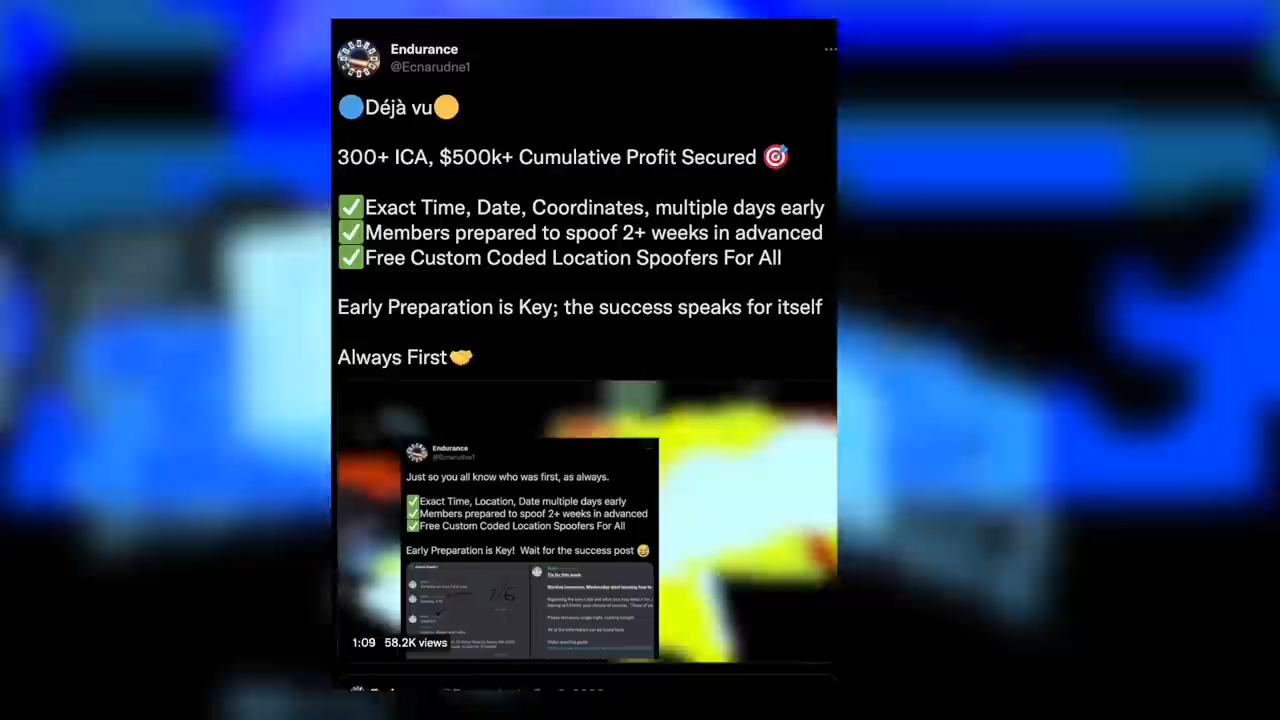 Endurance
@Ecnarudne1
🔵Déjà vu🟡
300+ ICA, $500k+ Cumulative Profit Secured 🎯
✅Exact Time, Date, Coordinates, multiple days early
✅Members prepared to spoof 2+ weeks in advanced
✅Free Custom Coded Location Spoofers For All
Early Preparation is Key; the success speaks for itself
Always First🤝
Endurance
@Ecnarudne1
Just so you all know who was first, as always.
✅Exact Time, Location, Date multiple days early
✅Members prepared to spoof 2+ weeks in advanced
✅Free Custom Coded Location Spoofers For All
Early Preparation is Key! Wait for the success post 😅
1:09 58.2K views